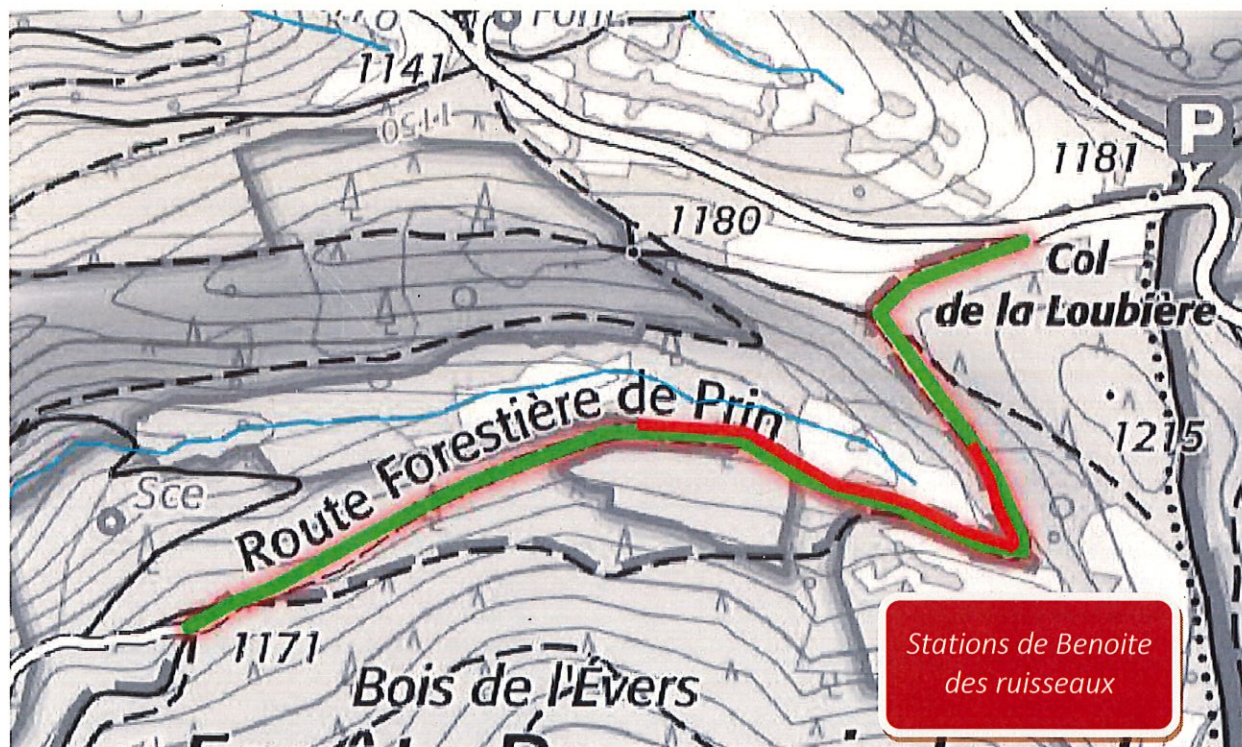 1141
1150
P
1181
1180
Col
de la Loubière
Route Forestière de Prin
1215
Sce
1171
Bois de l'Évers
Stations de Benoite
des ruisseaux